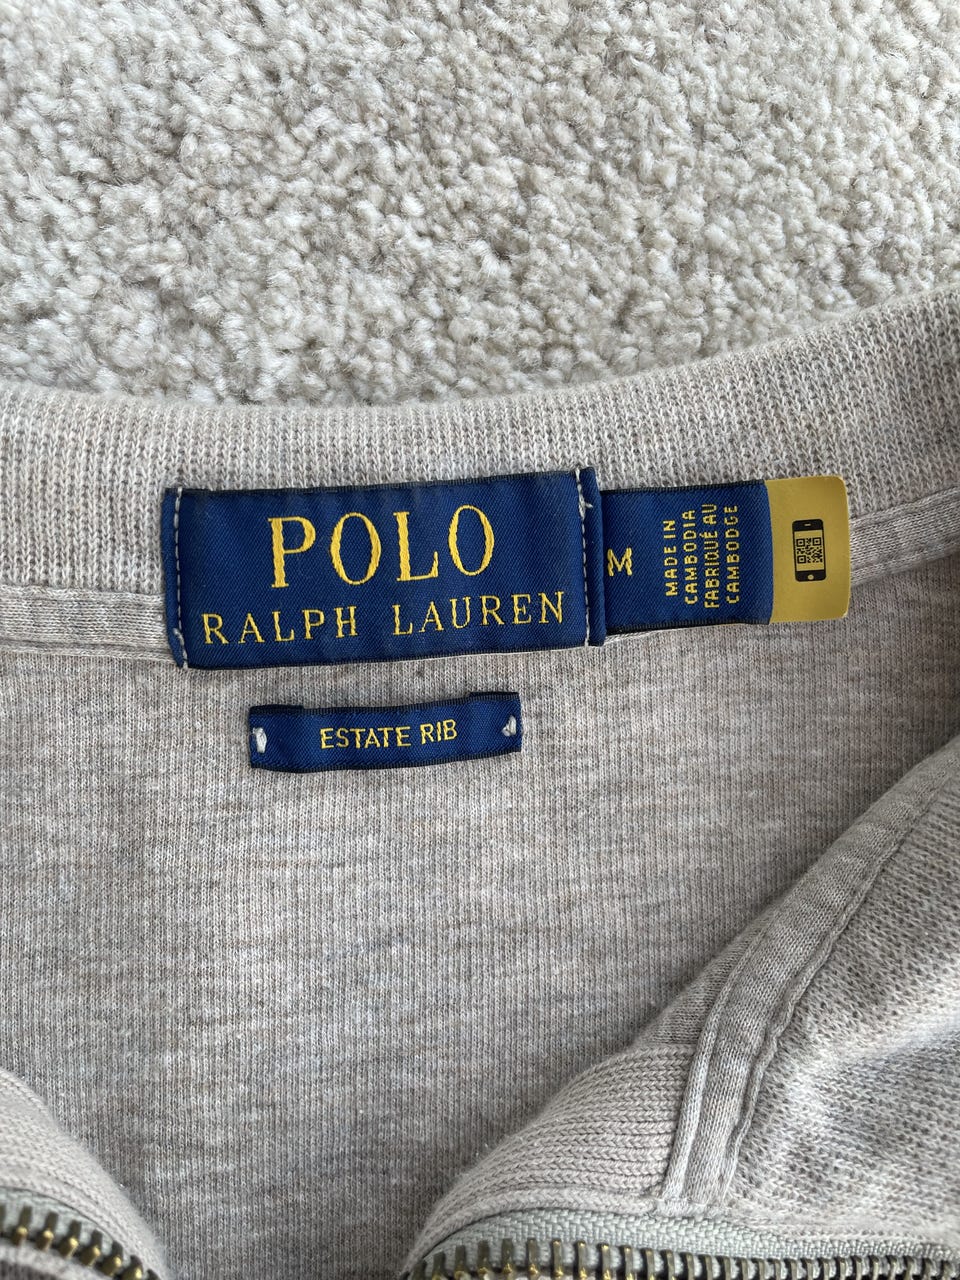 POLO
RALPH LAUREN
M
MADE IN
CAMBODIA
FABRIQUÉ AU
CAMBODGE
ESTATE RIB